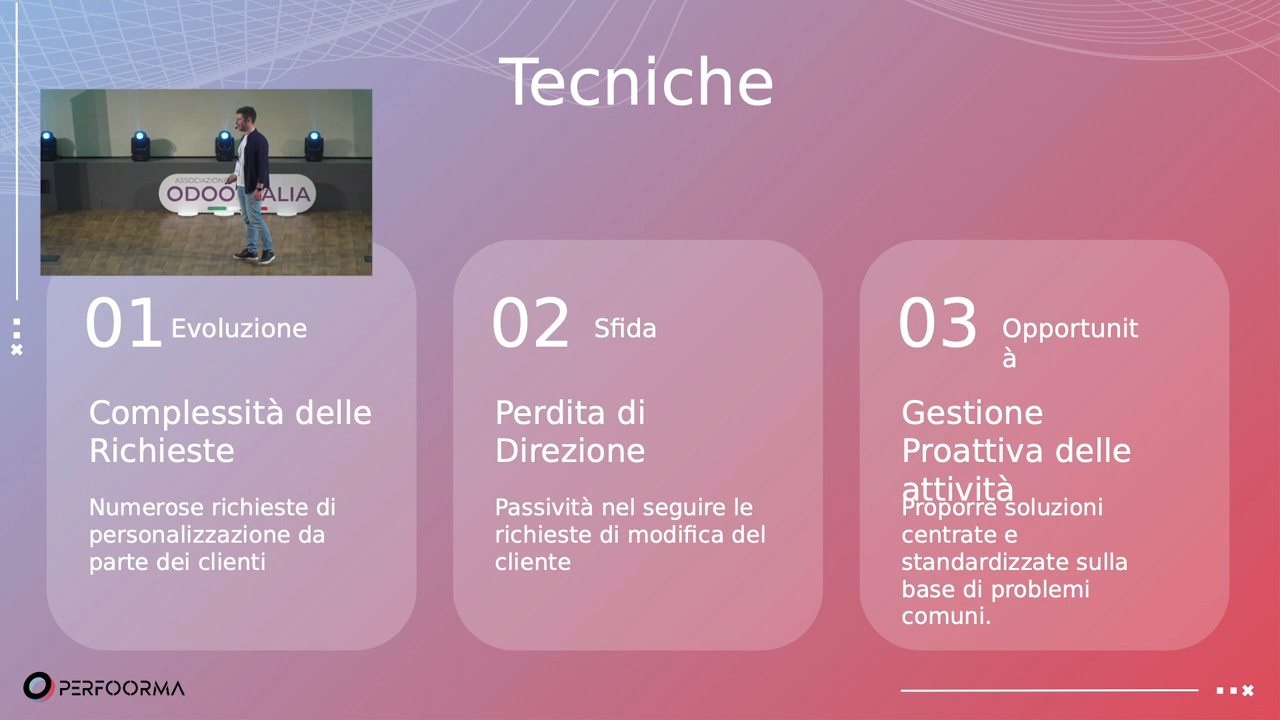 Tecniche
ASSOCIAZIONE
ODOO ALIA
01 Evoluzione
Complessità delle
Richieste
Numerose richieste di
personalizzazione da
parte dei clienti
02 Sfida
Perdita di
Direzione
Passività nel seguire le
richieste di modifica del
cliente
03 Opportunit
à
Gestione
Proattiva delle
attività
Proporre soluzioni
centrate e
standardizzate sulla
base di problemi
comuni.
PERFOORMA